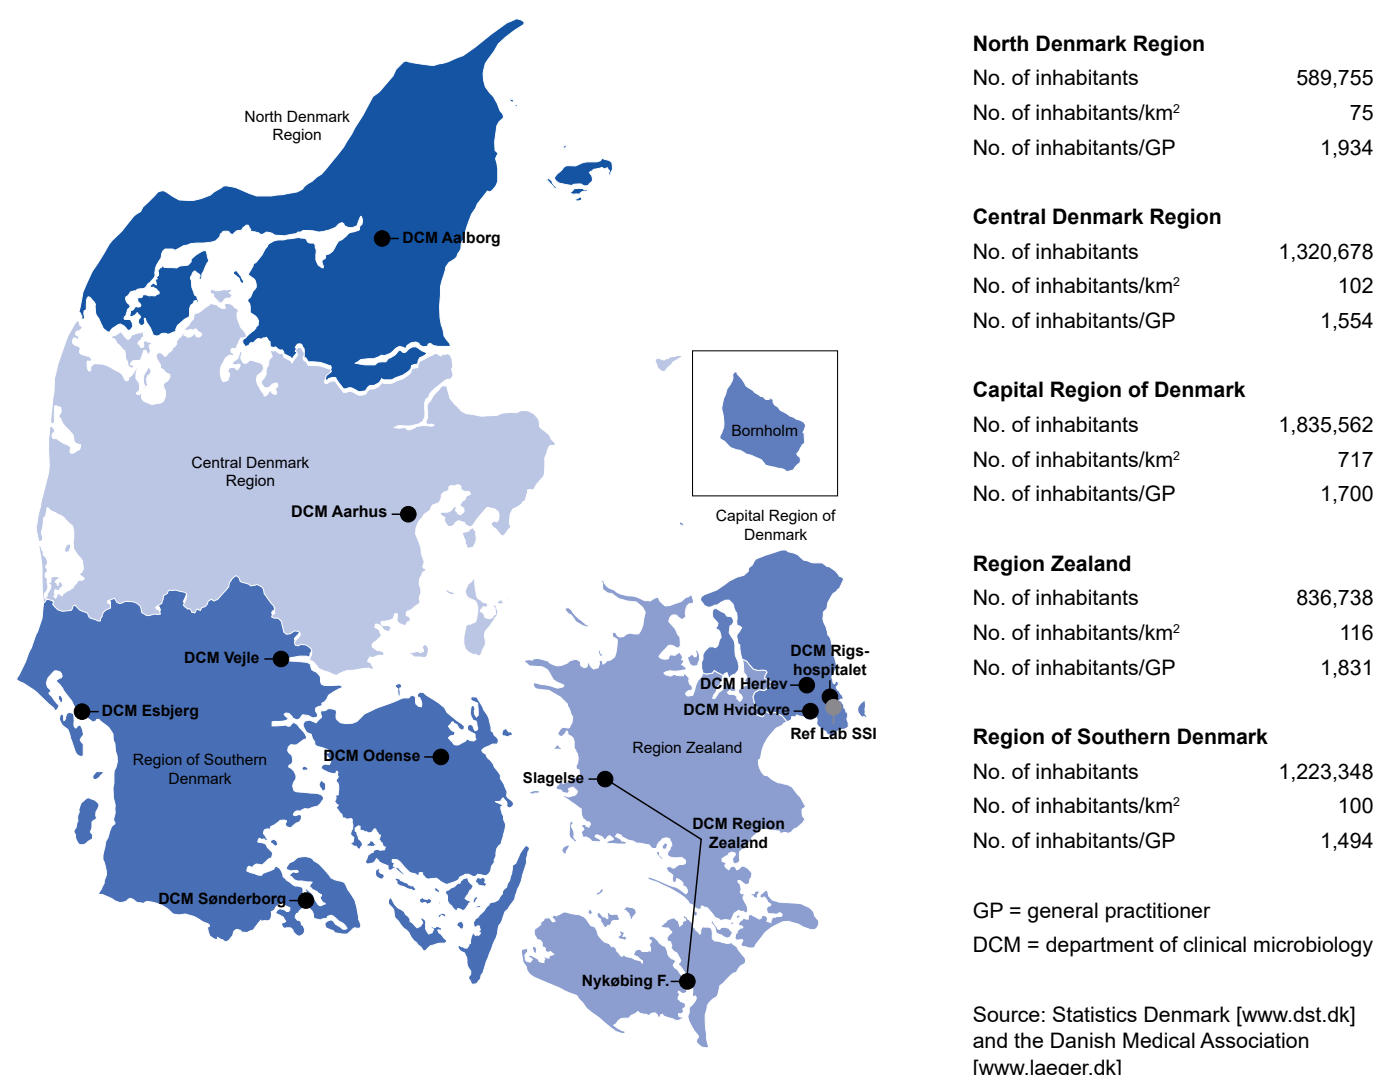 North Denmark
Region
DCM Aalborg
Central Denmark
Region
DCM Aarhus
Bornholm
Capital Region of
Denmark
DCM Vejle
DCM Esbjerg
Region of Southern
Denmark
DCM Odense
DCM Sønderborg
DCM Rigs-
hospitalet
DCM Herlev
DCM Hvidovre
Ref Lab SSI
Region Zealand
Slagelse
DCM Region
Zealand
Nykøbing F.
North Denmark Region
No. of inhabitants 589,755
No. of inhabitants/km² 75
No. of inhabitants/GP 1,934
Central Denmark Region
No. of inhabitants 1,320,678
No. of inhabitants/km² 102
No. of inhabitants/GP 1,554
Capital Region of Denmark
No. of inhabitants 1,835,562
No. of inhabitants/km² 717
No. of inhabitants/GP 1,700
Region Zealand
No. of inhabitants 836,738
No. of inhabitants/km² 116
No. of inhabitants/GP 1,831
Region of Southern Denmark
No. of inhabitants 1,223,348
No. of inhabitants/km² 100
No. of inhabitants/GP 1,494
GP = general practitioner
DCM = department of clinical microbiology
Source: Statistics Denmark [www.dst.dk]
and the Danish Medical Association
[www.laeger.dk]